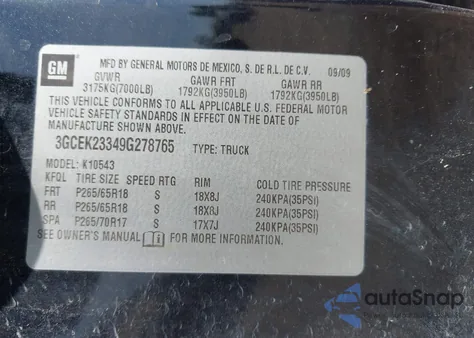 GM
MFD BY GENERAL MOTORS DE MEXICO, S. DE R.L. DE C.V. 09/09
GVWR GAWR FRT GAWR RR
3175KG(7000LB) 1792KG(3950LB) 1792KG(3950LB)
THIS VEHICLE CONFORMS TO ALL APPLICABLE U.S. FEDERAL MOTOR
VEHICLE SAFETY STANDARDS IN EFFECT ON THE DATE OF
MANUFACTURE SHOWN ABOVE.
3GCEK23349G278765 TYPE: TRUCK
MODEL: K10543
KFQL TIRE SIZE SPEED RTG RIM COLD TIRE PRESSURE
FRT P265/65R18 S 18X8J 240KPA(35PSI)
RR P265/65R18 S 18X8J 240KPA(35PSI)
SPA P265/70R17 S 17X7J 240KPA(35PSI)
SEE OWNER'S MANUAL i FOR MORE INFORMATION.
autoSnap
www.autosnap.cz